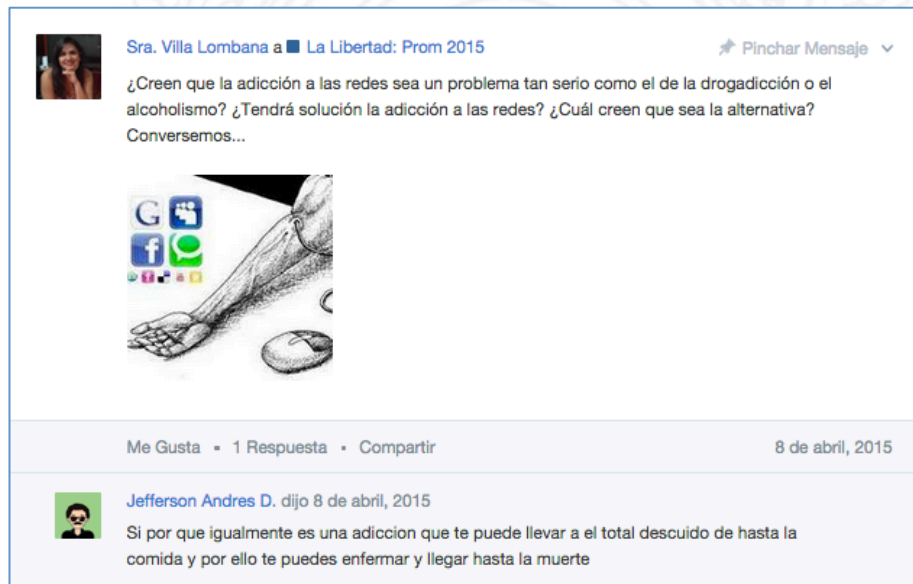 Sra. Villa Lombana a La Libertad: Prom 2015
Pinchar Mensaje
¿Creen que la adicción a las redes sea un problema tan serio como el de la drogadicción o el
alcoholismo? ¿Tendrá solución la adicción a las redes? ¿Cuál creen que sea la alternativa?
Conversemos...
G
f
Me Gusta • 1 Respuesta • Compartir
8 de abril, 2015
Jefferson Andres D. dijo 8 de abril, 2015
Si por que igualmente es una adiccion que te puede llevar a el total descuido de hasta la
comida y por ello te puedes enfermar y llegar hasta la muerte